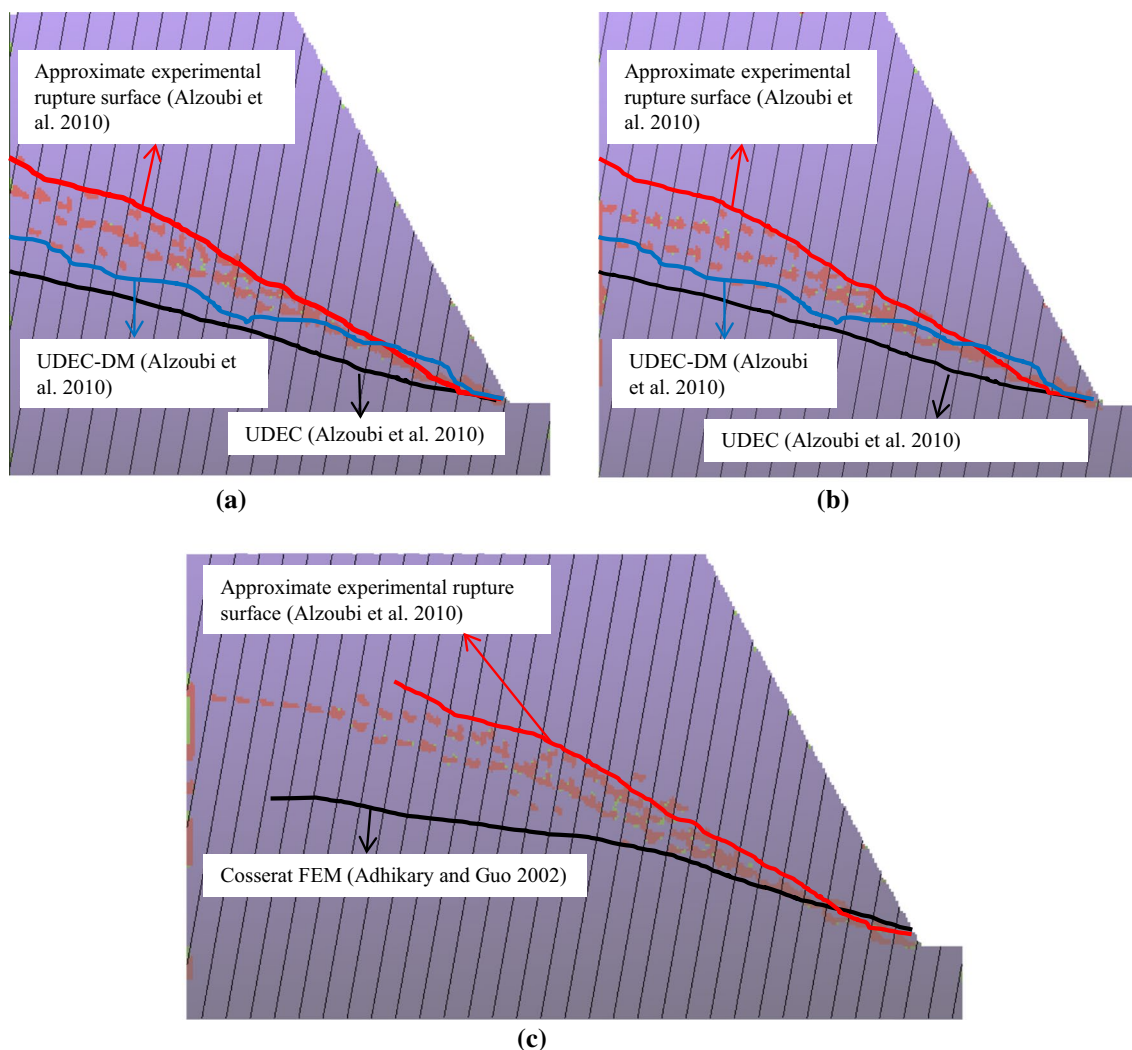 Approximate experimental
rupture surface (Alzoubi et
al. 2010)
UDEC-DM (Alzoubi et
al. 2010)
UDEC (Alzoubi et al. 2010)
(a)
Approximate experimental
rupture surface (Alzoubi et
al. 2010)
UDEC-DM (Alzoubi
et al. 2010)
UDEC (Alzoubi et al. 2010)
(b)
Approximate experimental rupture
surface (Alzoubi et al. 2010)
Cosserat FEM (Adhikary and Guo 2002)
(c)